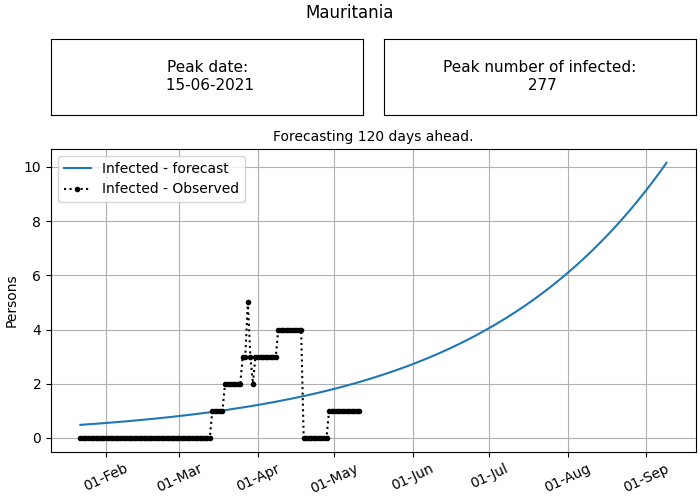 Mauritania
Peak date:
15-06-2021
Peak number of infected:
277
Forecasting 120 days ahead.
Infected - forecast
Infected - Observed
Persons
10
8
6
4
2
0
01-Feb
01-Mar
01-Apr
01-May
01-Jun
01-Jul
01-Aug
01-Sep